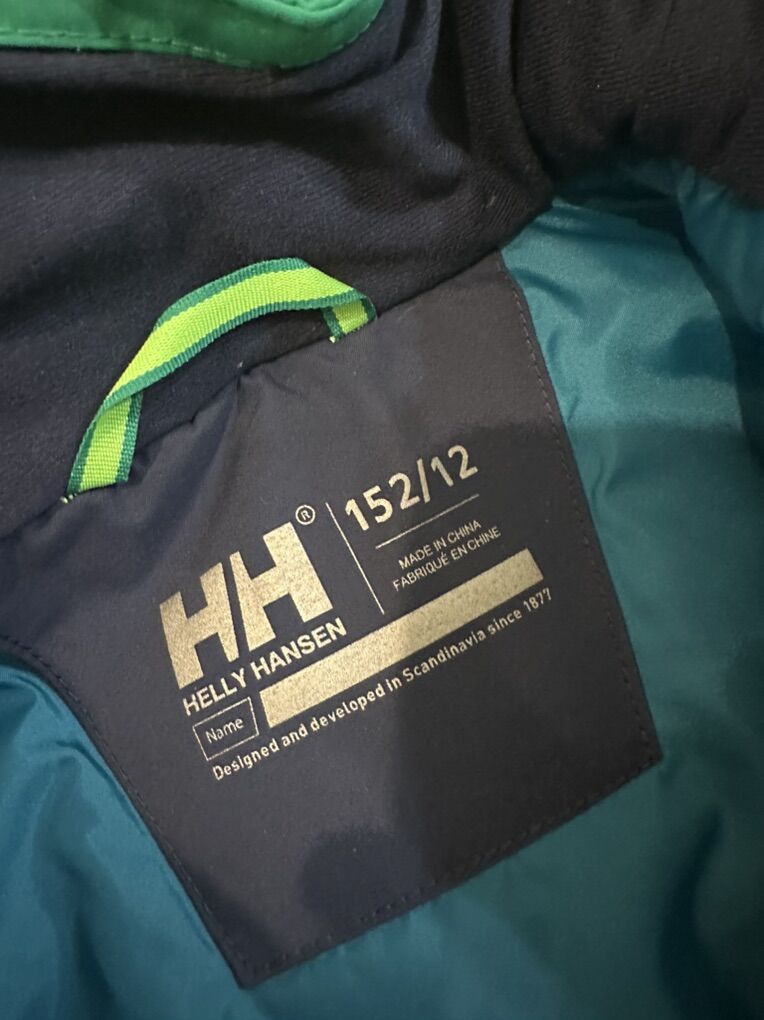 HH®
HELLY HANSEN
152/12
MADE IN CHINA
FABRIQUÉ EN CHINE
Name
Designed and developed in Scandinavia since 1877